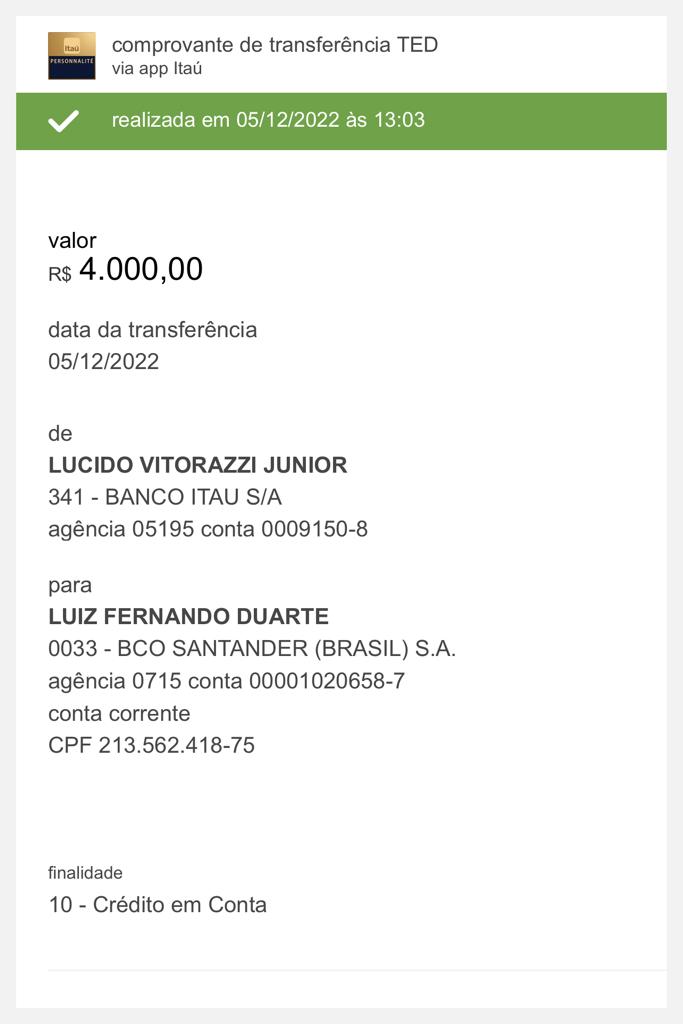 Itaú
PERSONNALITÉ
comprovante de transferência TED
via app Itaú
realizada em 05/12/2022 às 13:03
valor
R$ 4.000,00
data da transferência
05/12/2022
de
LUCIDO VITORAZZI JUNIOR
341 - BANCO ITAU S/A
agência 05195 conta 0009150-8
para
LUIZ FERNANDO DUARTE
0033 - BCO SANTANDER (BRASIL) S.A.
agência 0715 conta 00001020658-7
conta corrente
CPF 213.562.418-75
finalidade
10 - Crédito em Conta